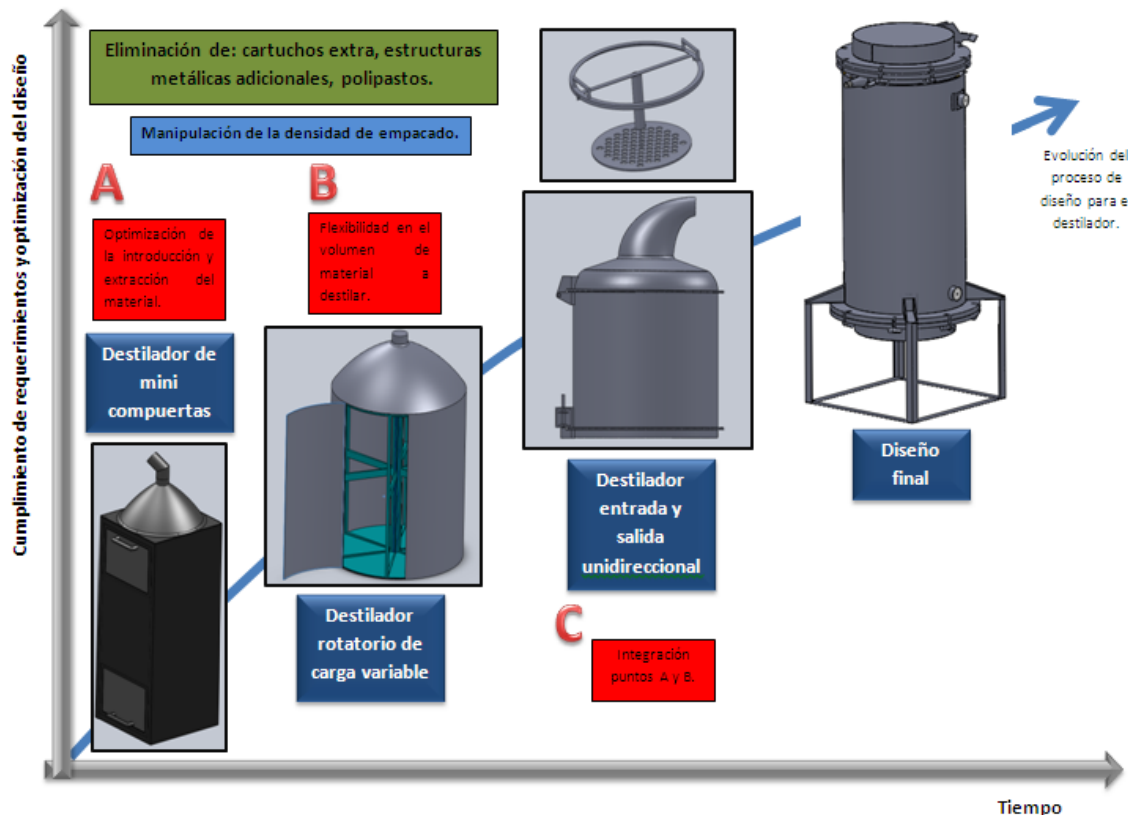 Cumplimiento de requerimientos y optimización del diseño
Eliminación de: cartuchos extra, estructuras
metálicas adicionales, polipastos.
Manipulación de la densidad de empacado.
A
Optimización de
la introducción y
extracción del
material.
Destilador de
mini
compuertas
B
Flexibilidad en el
volumen de
material a
destilar.
Destilador
rotatorio de
carga variable
Destilador
entrada y
salida
unidireccional
C
Integración
puntos A y B.
Diseño
final
Evolución del
proceso de
diseño para e
destilador.
Tiempo